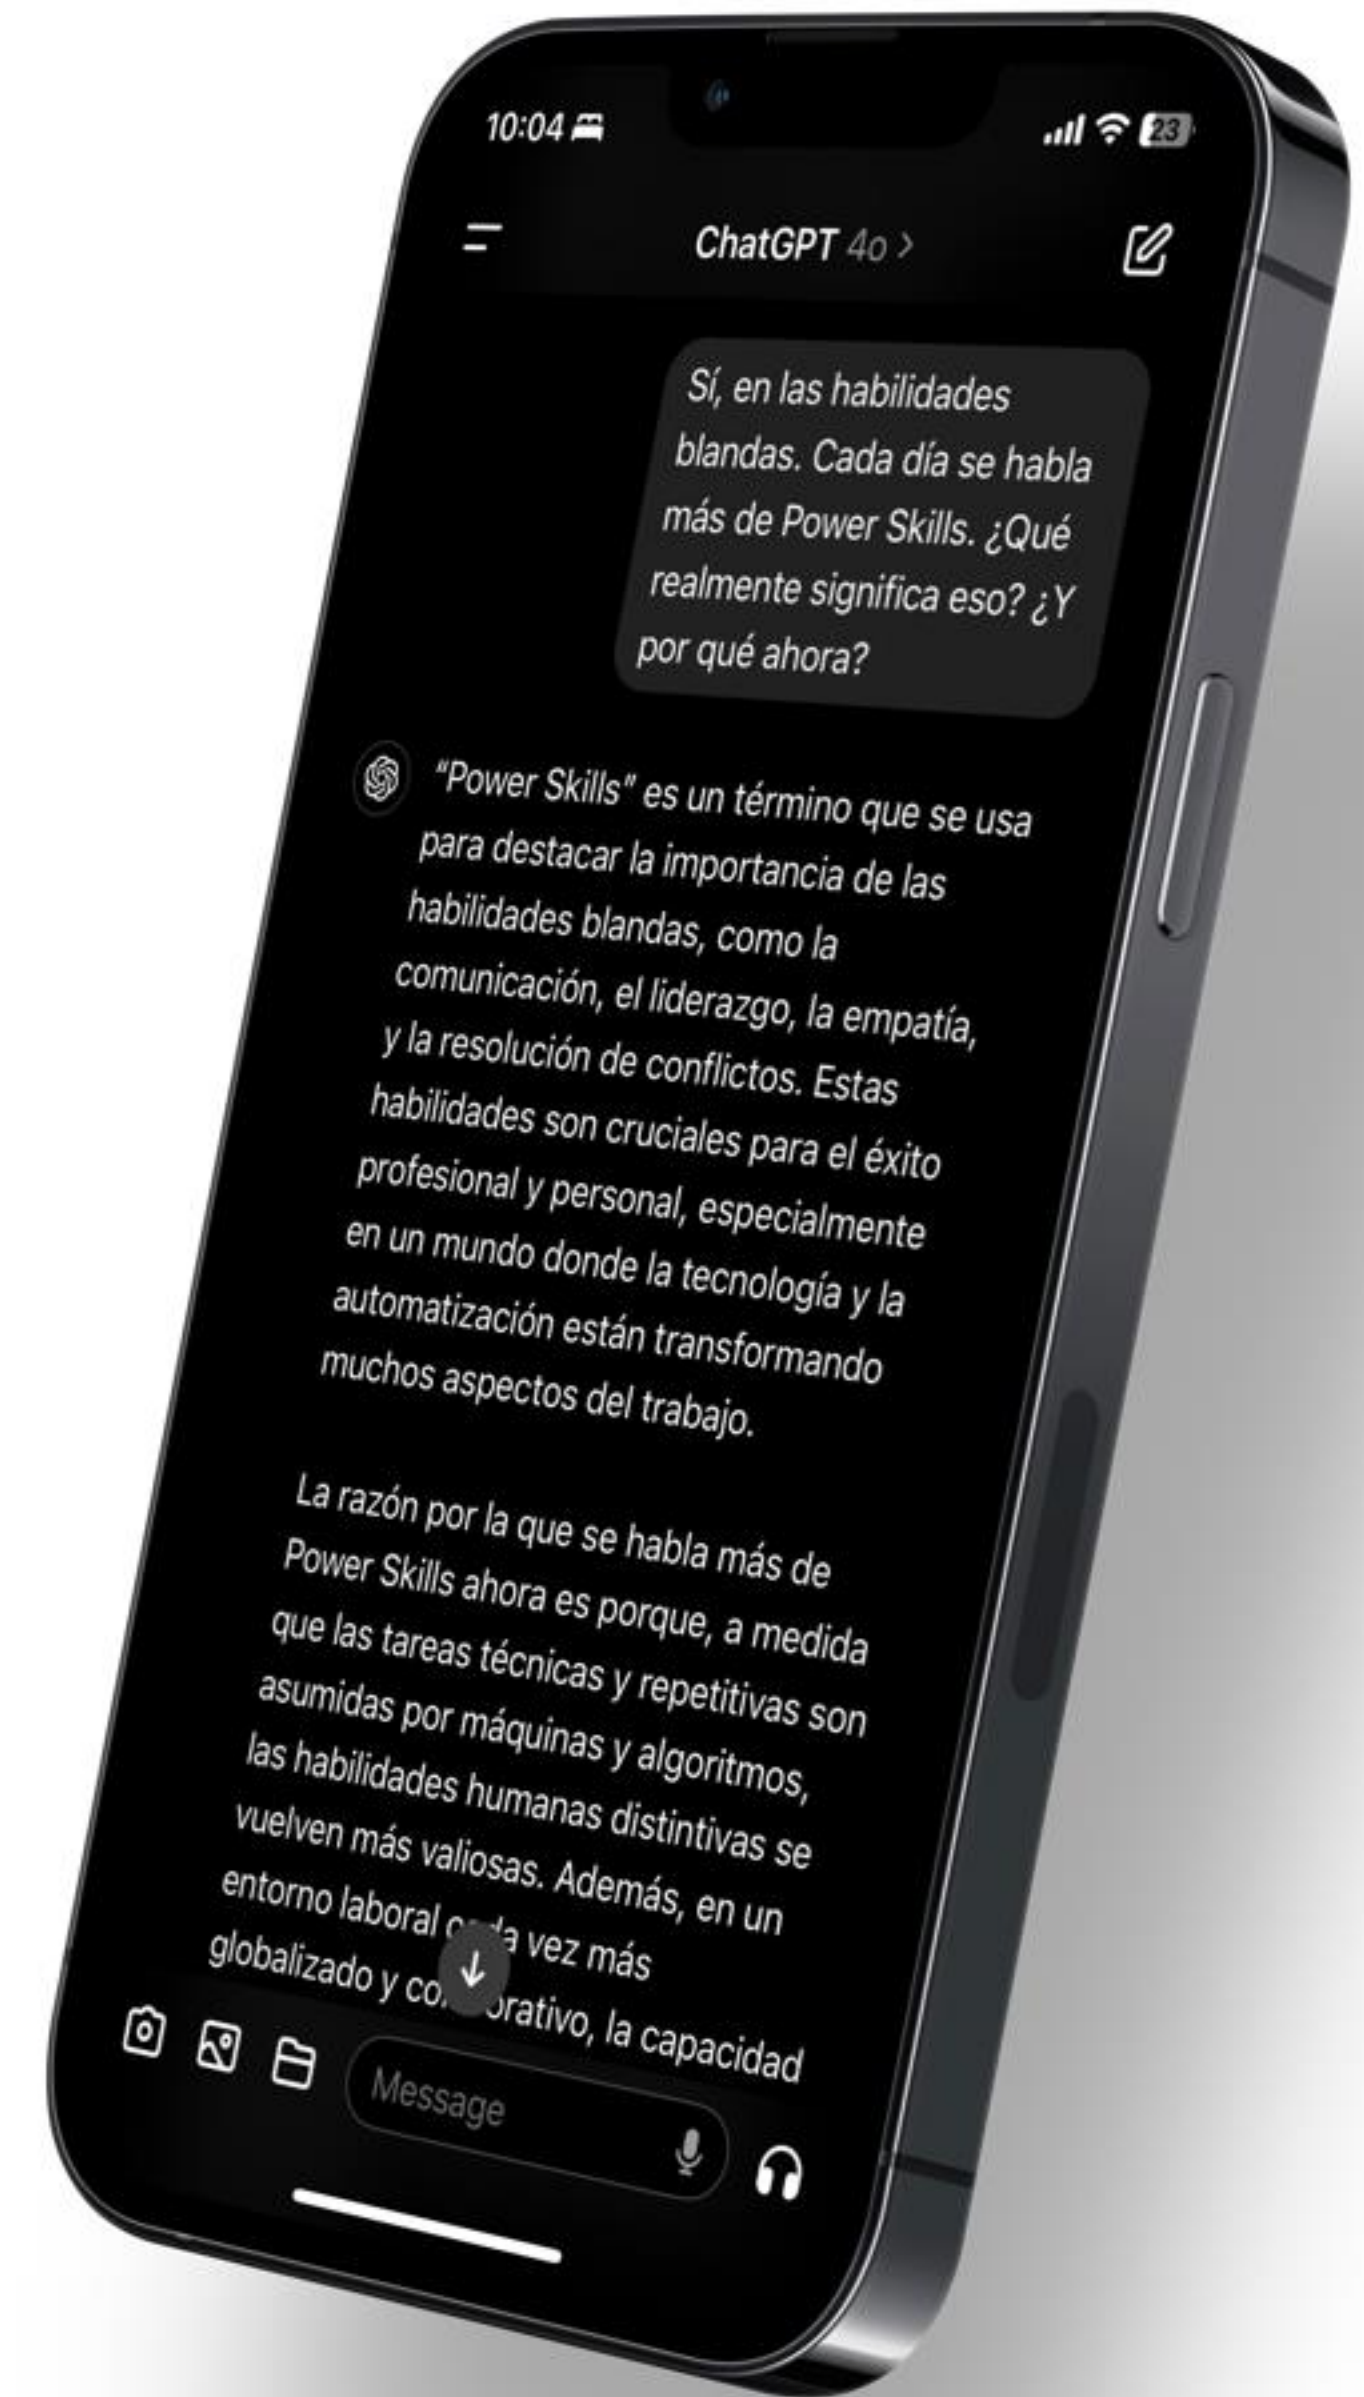 10:04
23
ChatGPT 4o >
Sí, en las habilidades
blandas. Cada día se habla
más de Power Skills. ¿Qué
realmente significa eso? ¿Y
por qué ahora?
“Power Skills” es un término que se usa
para destacar la importancia de las
habilidades blandas, como la
comunicación, el liderazgo, la empatía,
y la resolución de conflictos. Estas
habilidades son cruciales para el éxito
profesional y personal, especialmente
en un mundo donde la tecnología y la
automatización están transformando
muchos aspectos del trabajo.
La razón por la que se habla más de
Power Skills ahora es porque, a medida
que las tareas técnicas y repetitivas son
asumidas por máquinas y algoritmos,
las habilidades humanas distintivas se
vuelven más valiosas. Además, en un
entorno laboral vez más
globalizado y la capacidad
Message